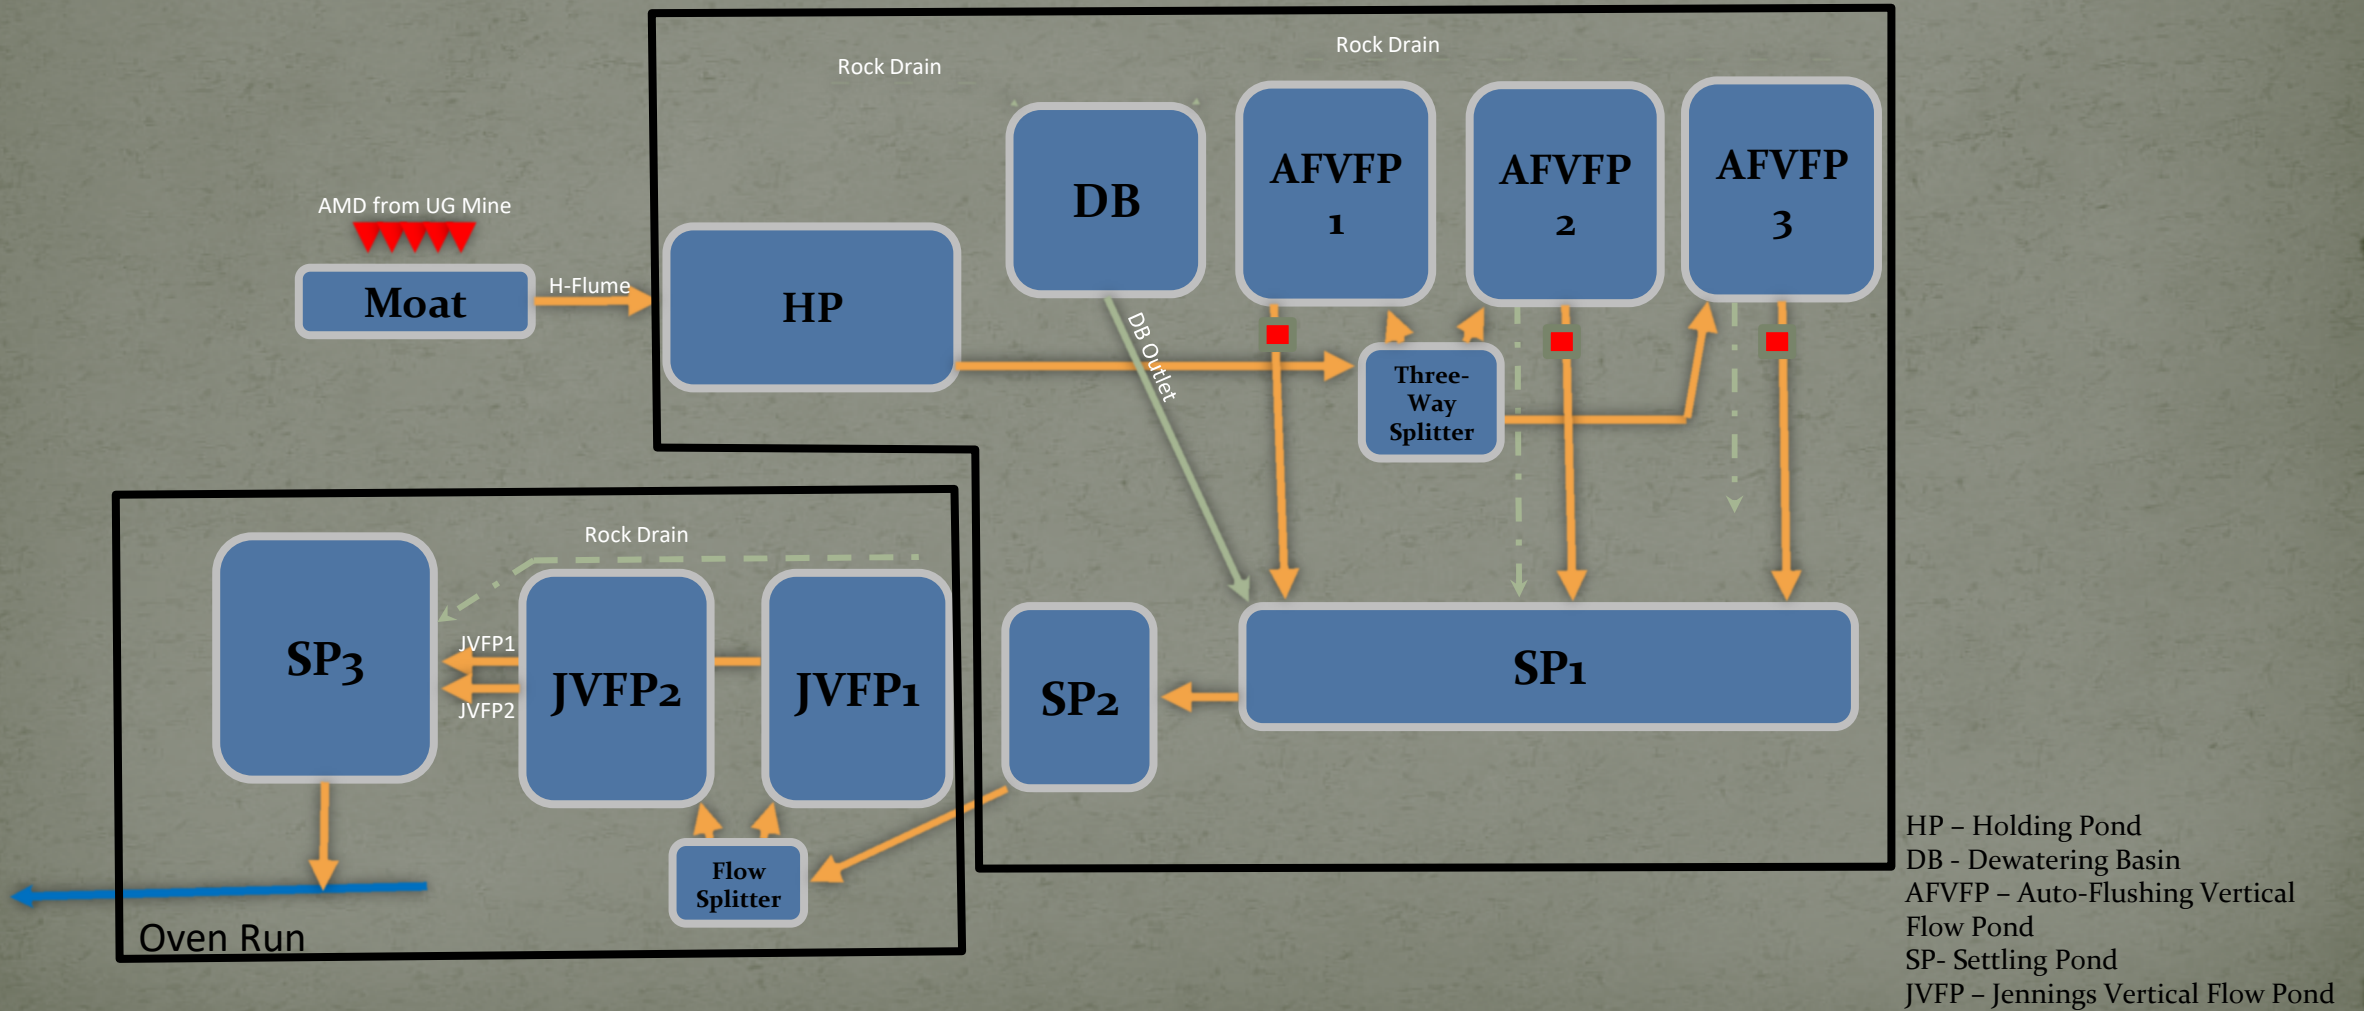 Rock Drain
Rock Drain
AMD from UG Mine
Moat
H-Flume
HP
DB
AFVFP
1
AFVFP
2
AFVFP
3
DB Outlet
Three-
Way
Splitter
Rock Drain
SP3
JVFP1
JVFP2
JVFP2
JVFP1
SP2
SP1
Flow
Splitter
Oven Run
HP – Holding Pond
DB - Dewatering Basin
AFVFP – Auto-Flushing Vertical
Flow Pond
SP- Settling Pond
JVFP – Jennings Vertical Flow Pond